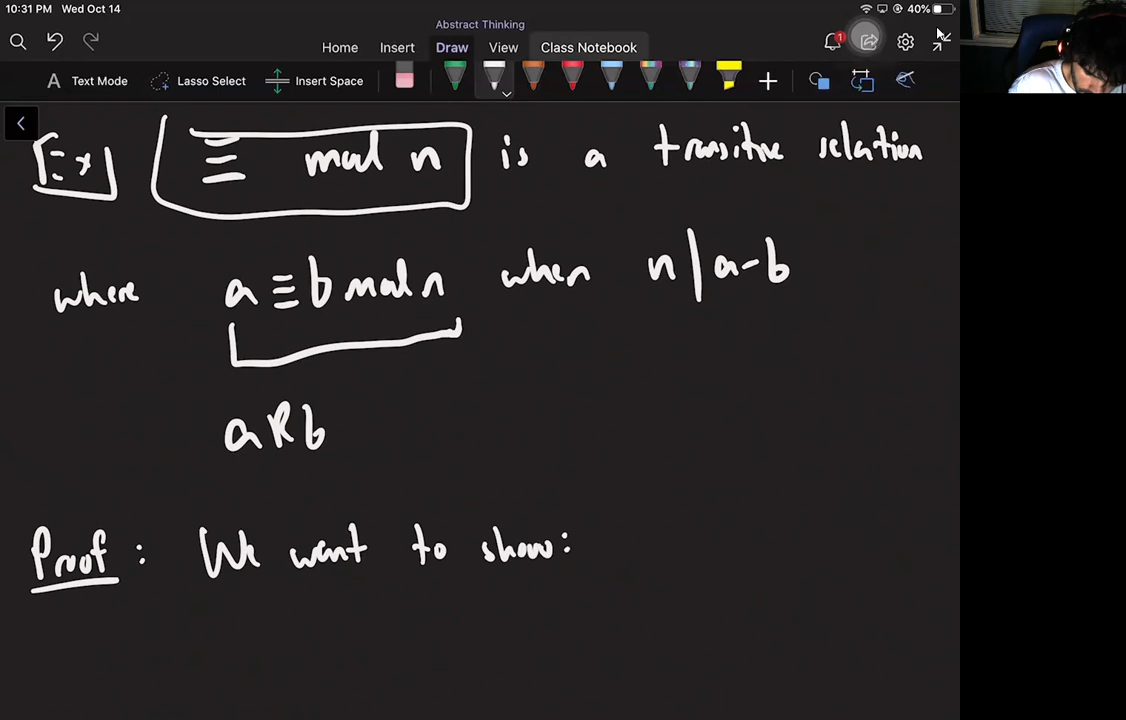 10:31 PM Wed Oct 14
40%
Abstract Thinking
Home Insert Draw View Class Notebook
1
Text Mode Lasso Select Insert Space
Ex ≡ mod n is a transitive relation
where a ≡ b mod n when n | a-b
a R b
Proof: We want to show: